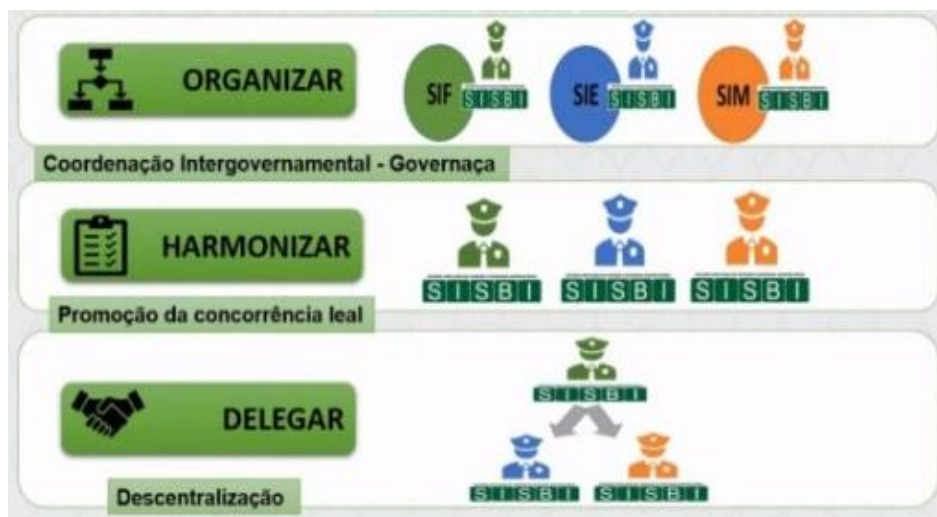 ORGANIZAR
SIF SISBI SIE SISBI SIM SISBI
Coordenação Intergovernamental - Governaça
HARMONIZAR
SISBI SISBI SISBI
Promoção da concorrência leal
DELEGAR
SISBI
SISBI SISBI
Descentralização